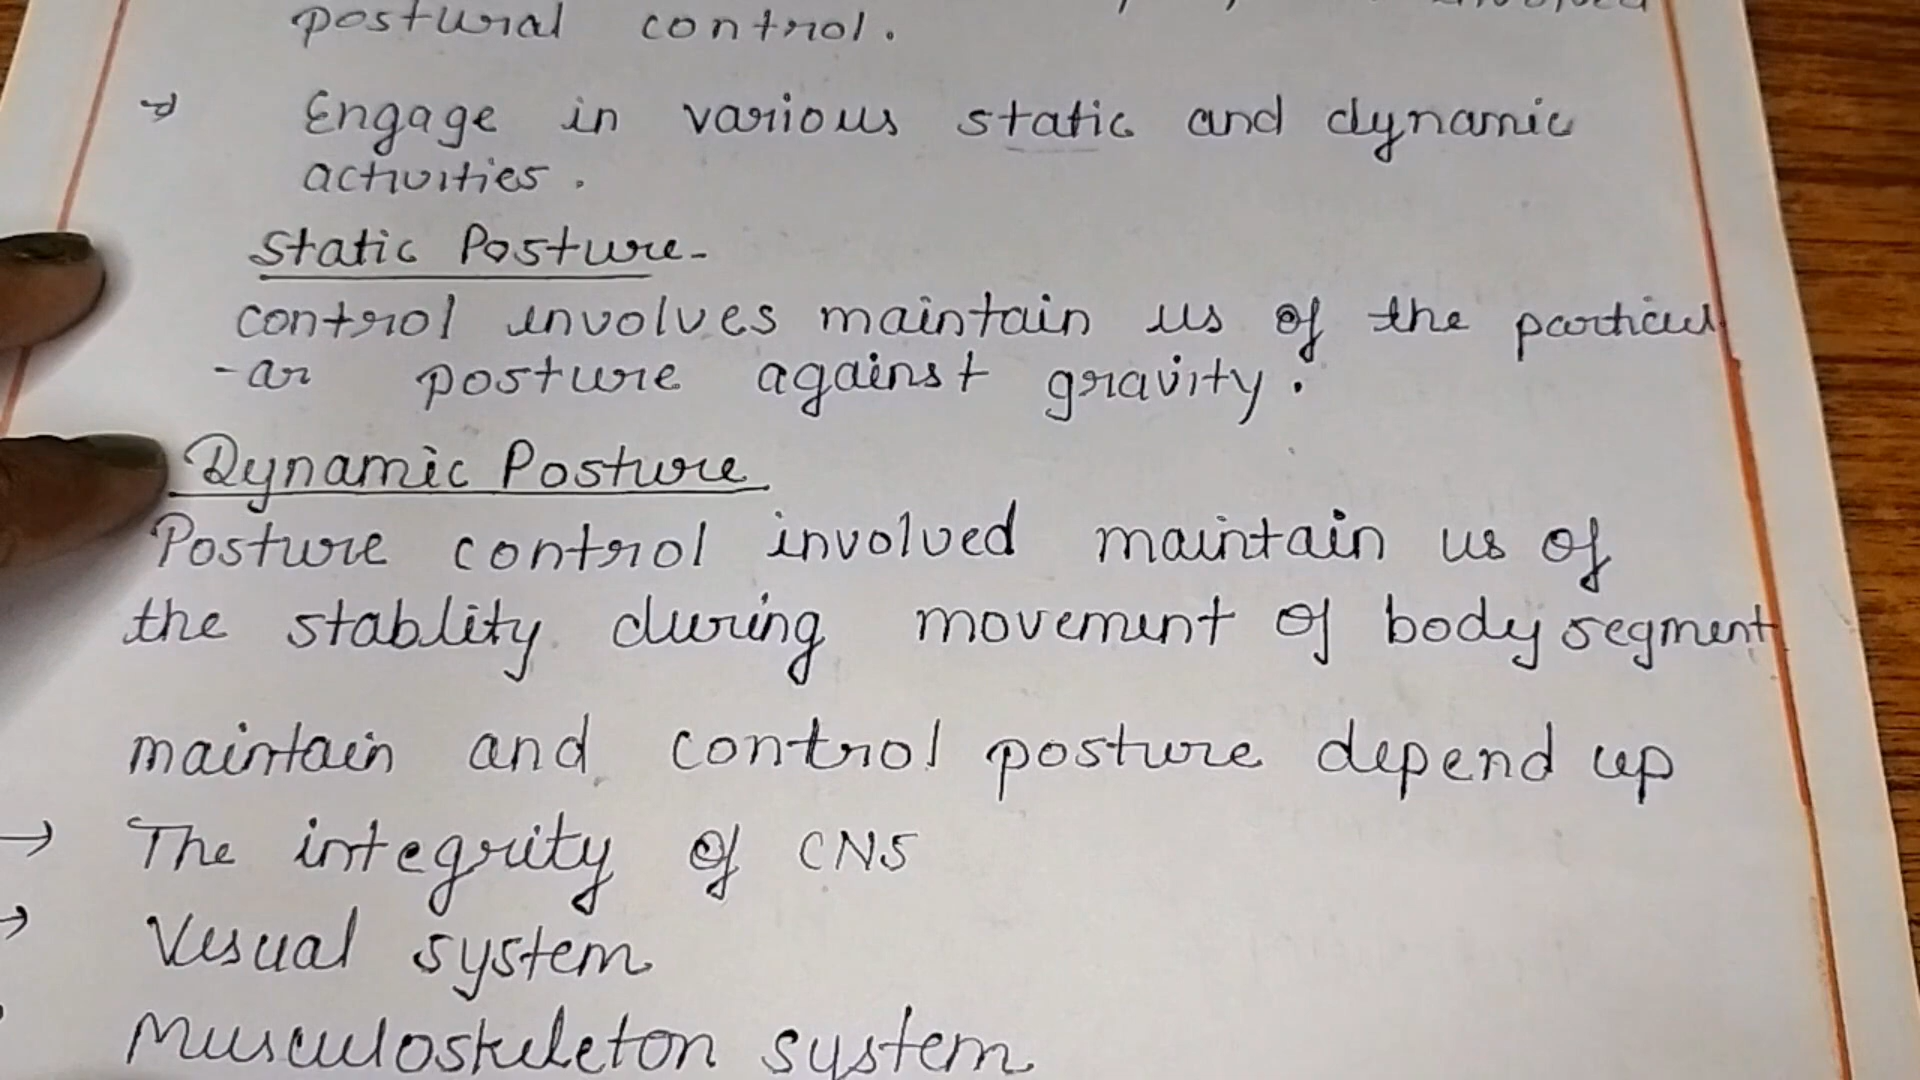 postural control.
Engage in various static and dynamic
activities.
Static Posture-
control involves maintain us of the particul
-ar posture against gravity.
Dynamic Posture
Posture control involved maintain us of
the stablity during movement of body segment
maintain and control posture depend up
→ The integrity of CNS
→ Visual system
Musculoskeleton system